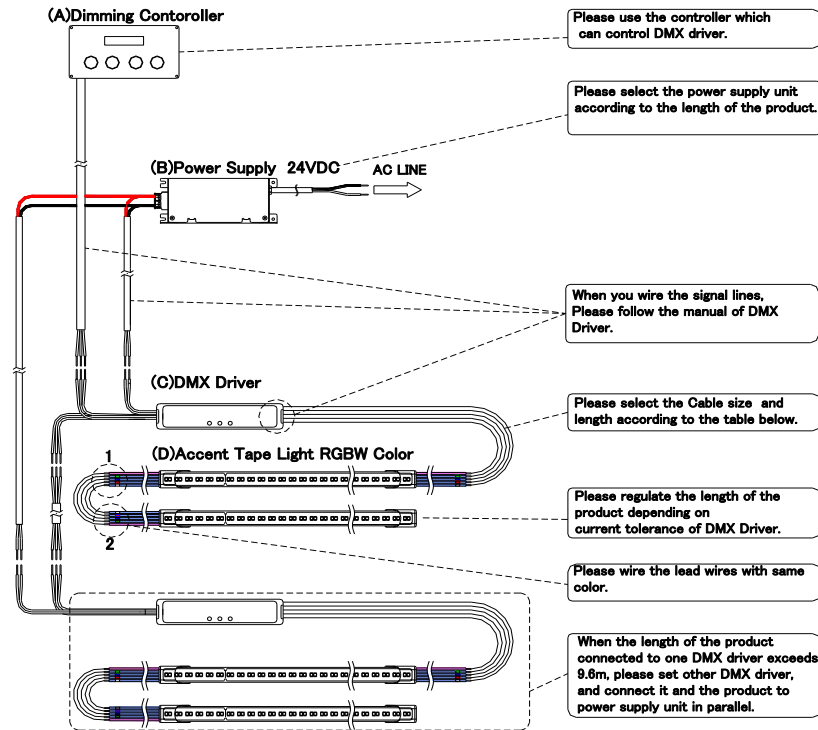 (A)Dimming Contoroller
Please use the controller which
can control DMX driver.
Please select the power supply unit
according to the length of the product.
(B)Power Supply 24VDC
AC LINE
When you wire the signal lines,
Please follow the manual of DMX
Driver.
(C)DMX Driver
Please select the Cable size and
length according to the table below.
1
(D)Accent Tape Light RGBW Color
2
Please regulate the length of the
product depending on
current tolerance of DMX Driver.
Please wire the lead wires with same
color.
When the length of the product
connected to one DMX driver exceeds
9.6m, please set other DMX driver,
and connect it and the product to
power supply unit in parallel.